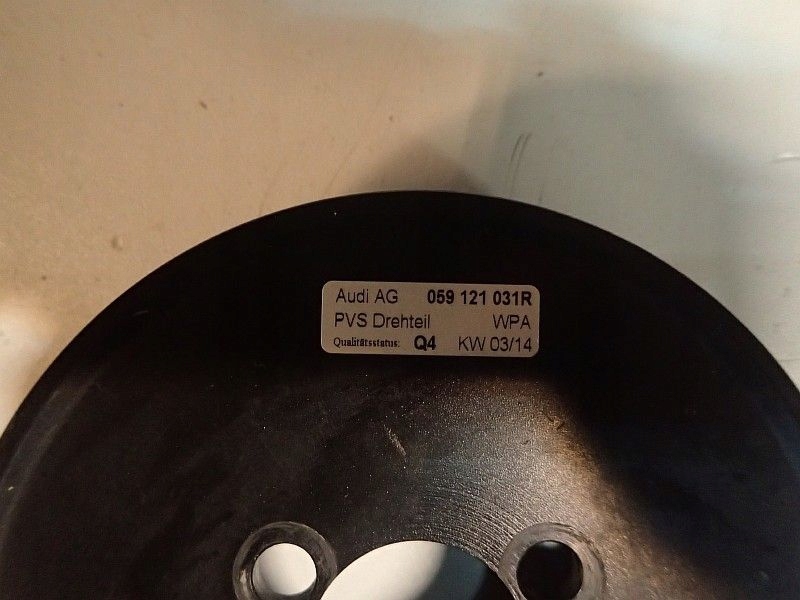 Audi AG 059 121 031R
PVS Drehteil WPA
Qualitätsstatus: Q4 KW 03/14